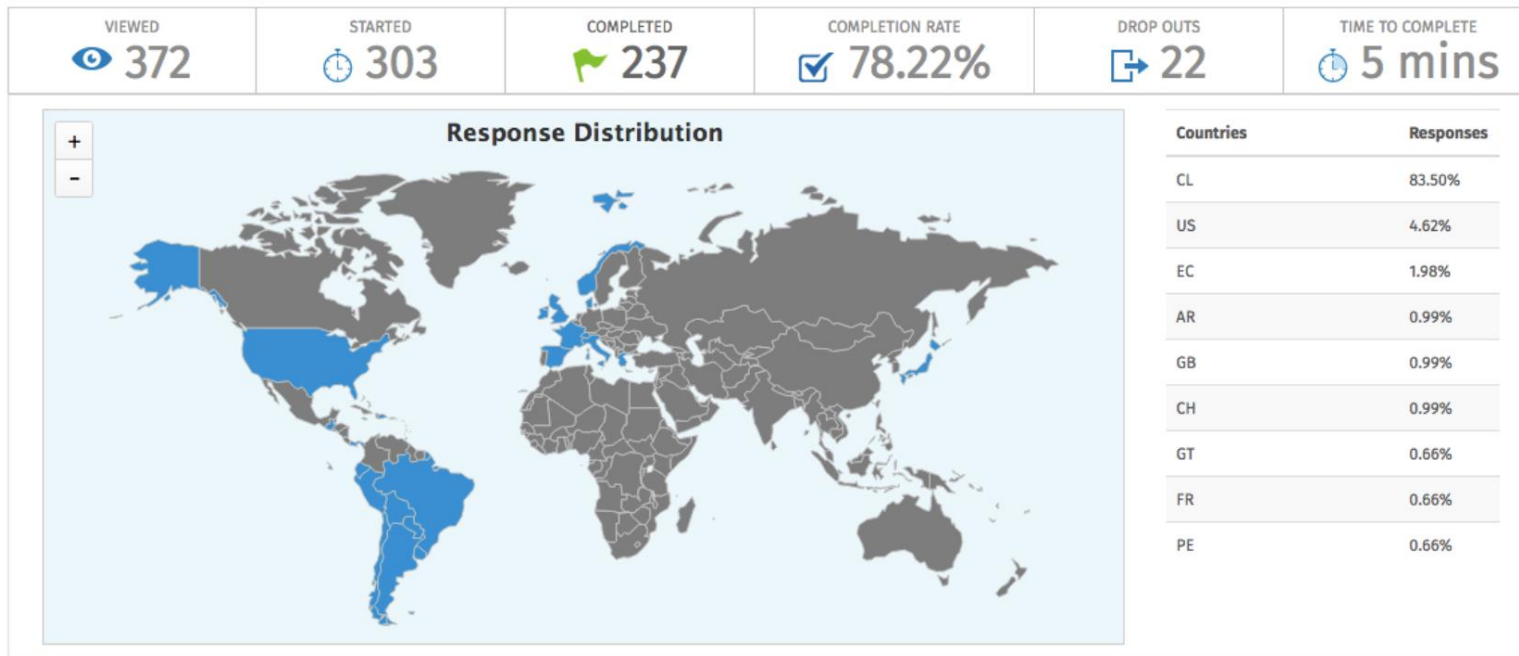 VIEWED
372
STARTED
303
COMPLETED
237
COMPLETION RATE
78.22%
DROP OUTS
22
TIME TO COMPLETE
5 mins
+
-
Response Distribution
Countries Responses
CL 83.50%
US 4.62%
EC 1.98%
AR 0.99%
GB 0.99%
CH 0.99%
GT 0.66%
FR 0.66%
PE 0.66%